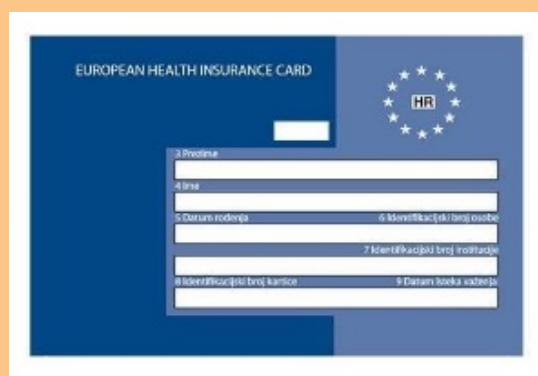 EUROPEAN HEALTH INSURANCE CARD
HR
3 Prezime
4 Ime
5 Datum rođenja 6 Identifikacijski broj osobe
7 Identifikacijski broj institucije
8 Identifikacijski broj kartice 9 Datum isteka važenja